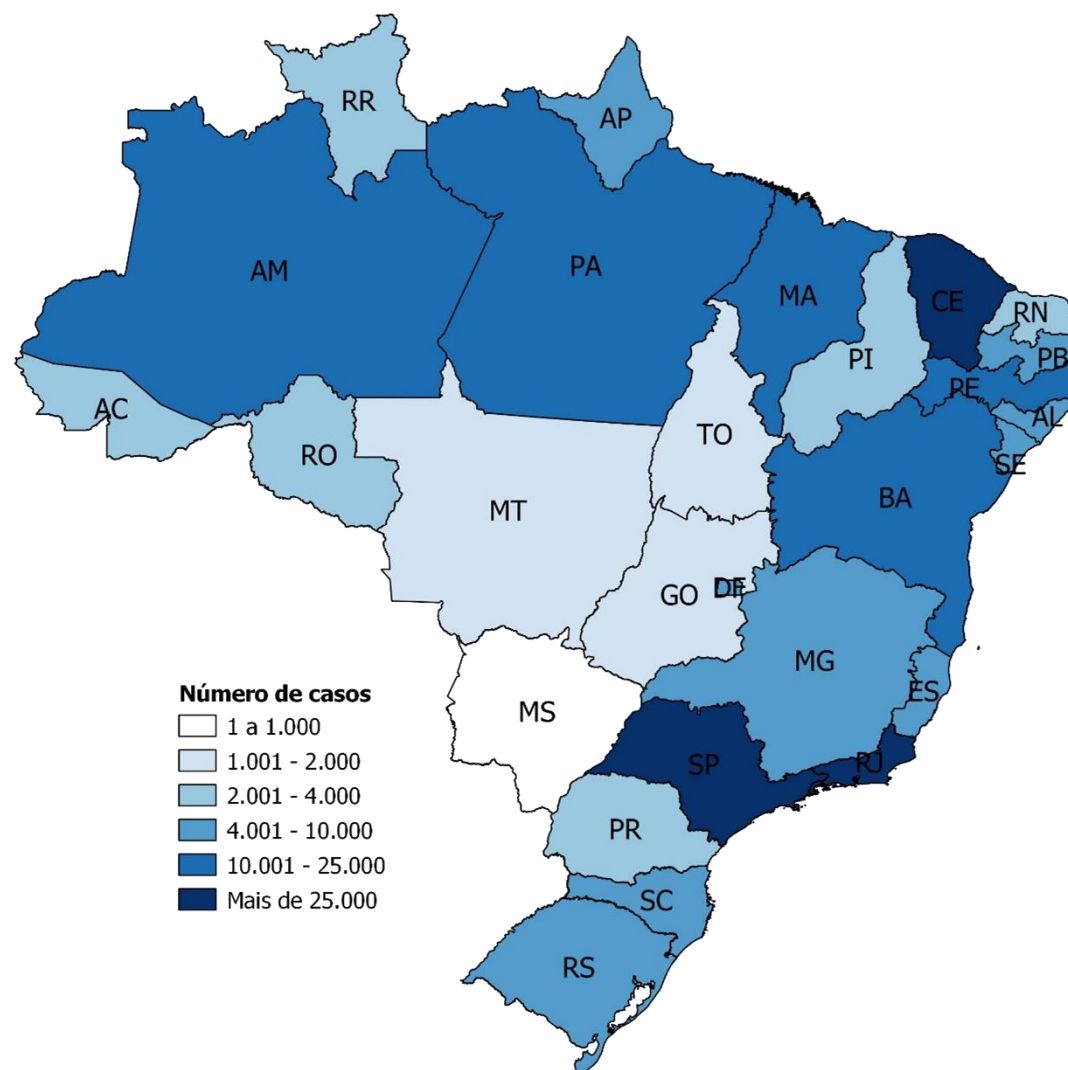 RR
AP
AM
PA
MA
CE
RN
PI
PB
PE
AC
AL
TO
RO
SE
BA
MT
DF
GO
MG
ES
MS
Número de casos
1 a 1.000
1.001 - 2.000
2.001 - 4.000
4.001 - 10.000
10.001 - 25.000
Mais de 25.000
SP
RJ
PR
SC
RS